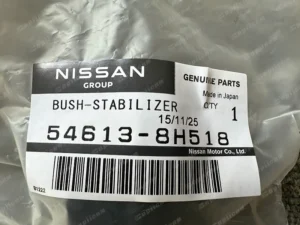 NISSAN
GROUP
GENUINE PARTS
Made in Japan
BUSH-STABILIZER
Q'TY
1
15/11/25
54613-8H518
Nissan Motor Co., Ltd.